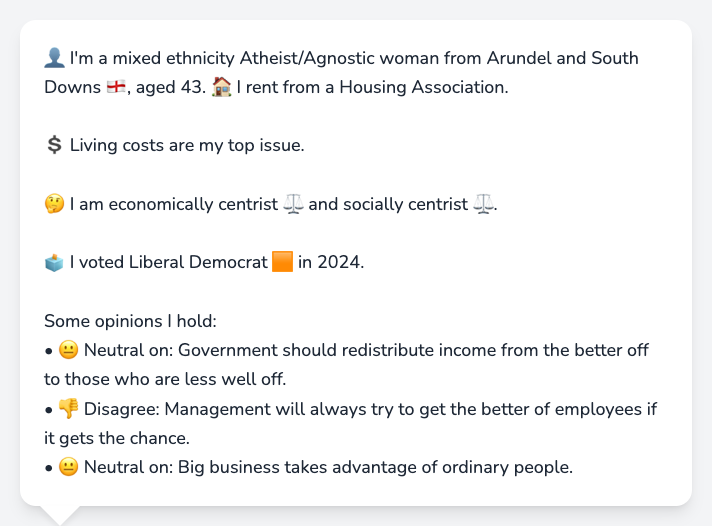 👤 I'm a mixed ethnicity Atheist/Agnostic woman from Arundel and South
Downs 🏴󠁧󠁢󠁥󠁮󠁧󠁿, aged 43. 🏠 I rent from a Housing Association.
💲 Living costs are my top issue.
🤔 I am economically centrist ⚖️ and socially centrist ⚖️.
🗳️ I voted Liberal Democrat 🟧 in 2024.
Some opinions I hold:
• 😐 Neutral on: Government should redistribute income from the better off
to those who are less well off.
• 👎 Disagree: Management will always try to get the better of employees if
it gets the chance.
• 😐 Neutral on: Big business takes advantage of ordinary people.